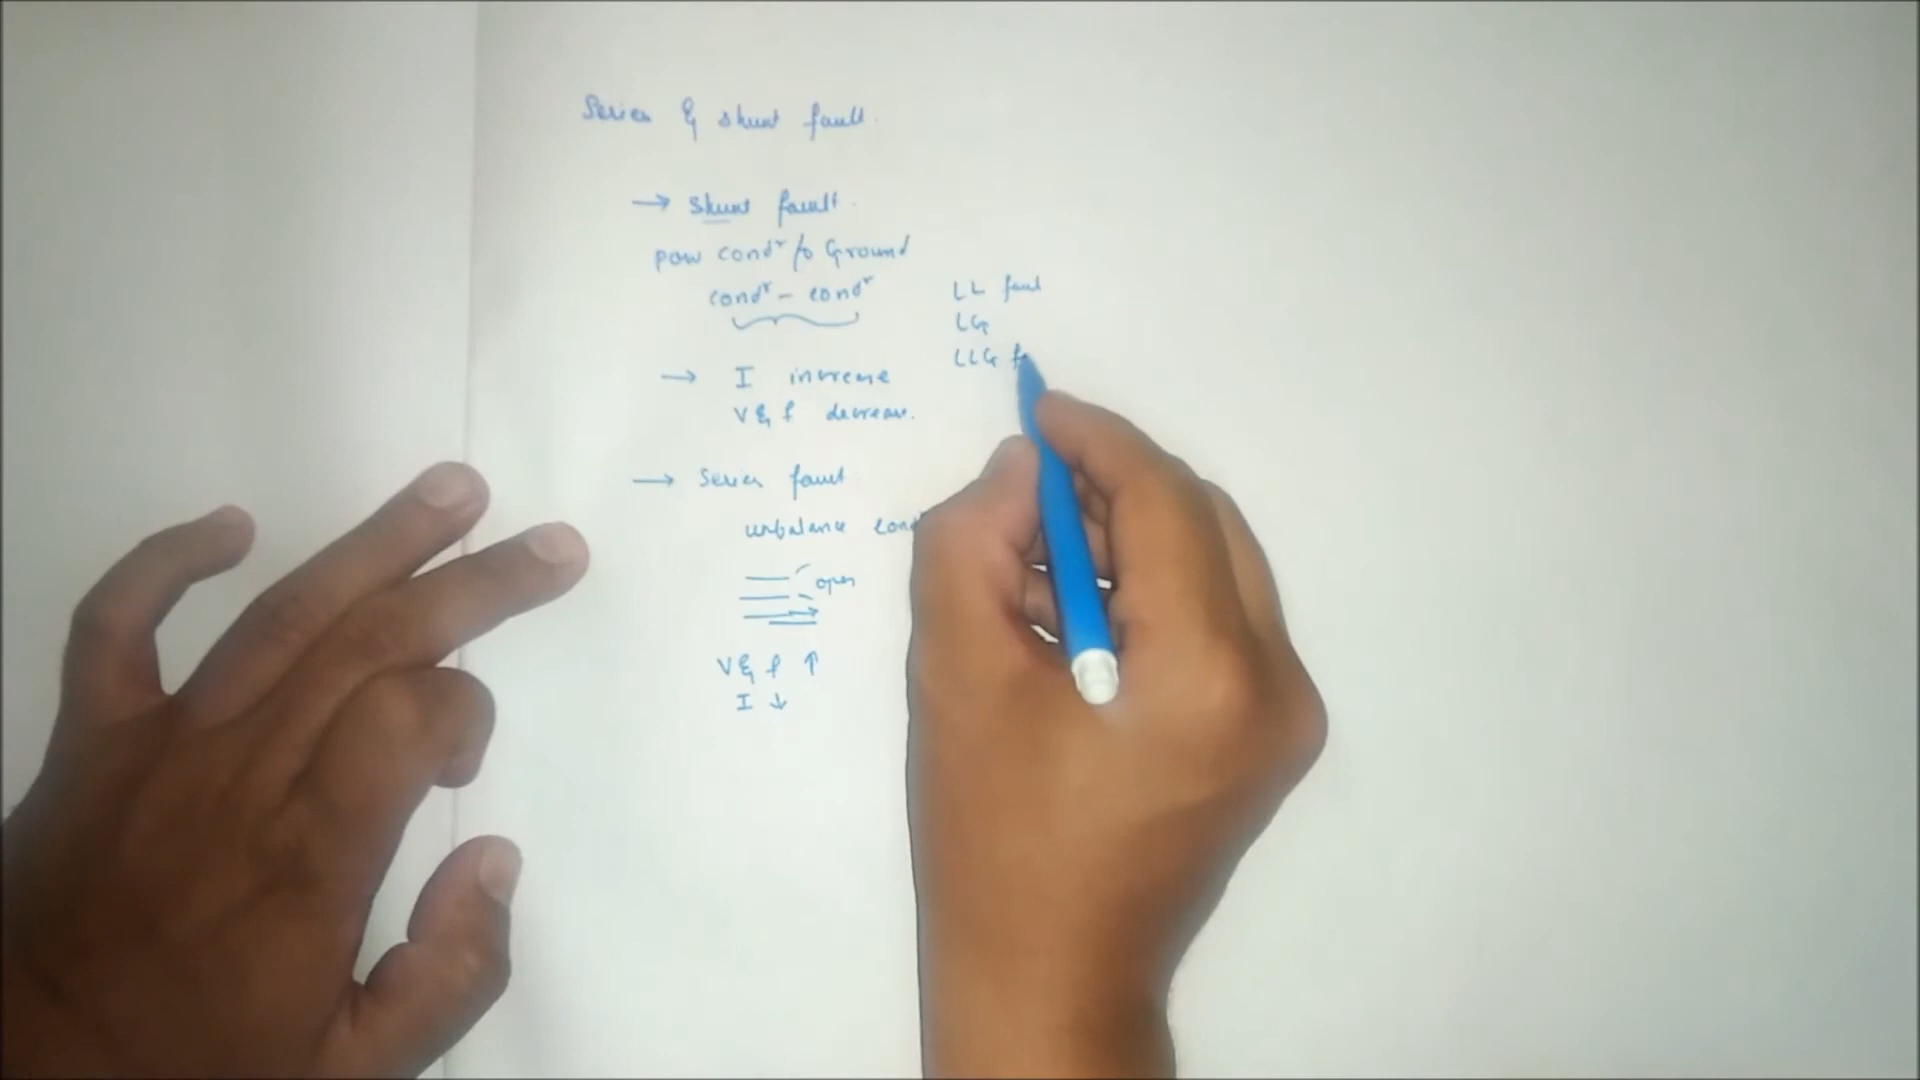 Series & shunt fault.
→ shunt fault.
pow condr to Ground
condr - condr
LL fault
LG
LLG
→ I increase
V & f decrease.
→ Series fault
unbalance cond
open
V & f ↑
I ↓